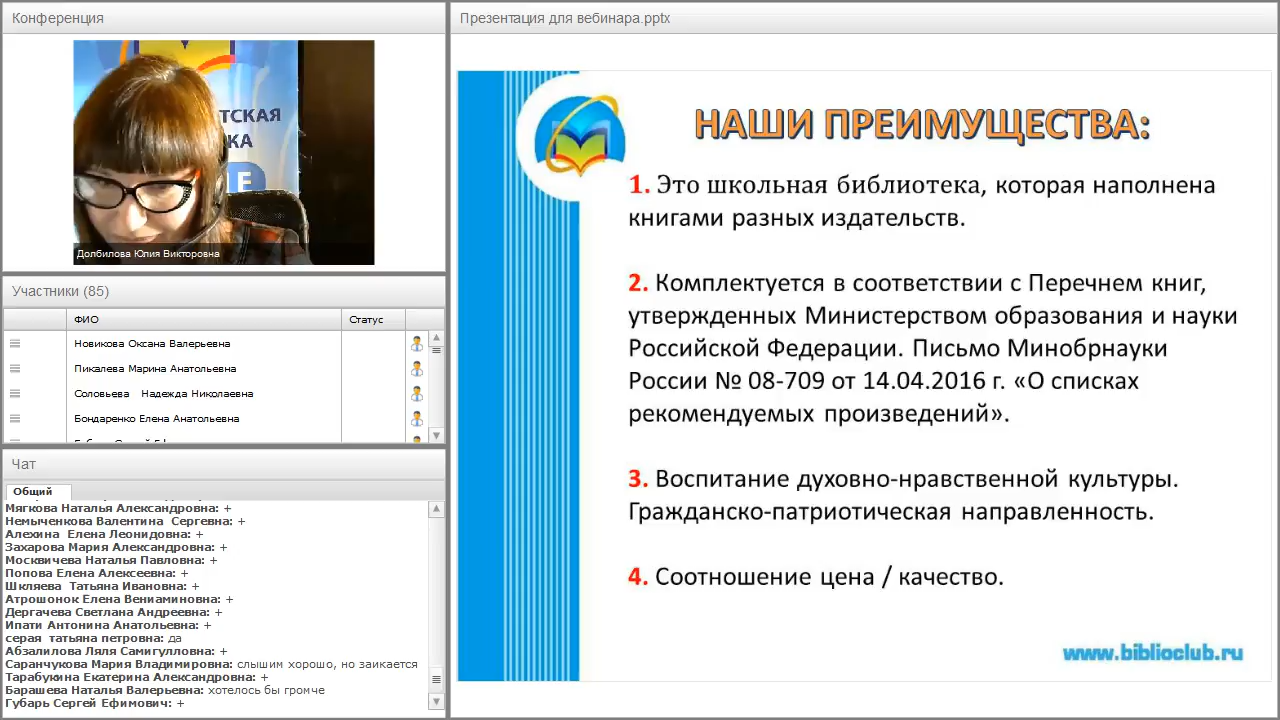 Конференция
ТСКАЯ
КА
E
Долбилова Юлия Викторовна
Участники (85)
ФИО
Статус
Новикова Оксана Валерьевна
Пикалева Марина Анатольевна
Соловьева Надежда Николаевна
Бондаренко Елена Анатольевна
Чат
Общий
Мягкова Наталья Александровна: +
Немыченкова Валентина Сергевна: +
Алехина Елена Леонидовна: +
Захарова Мария Александровна: +
Москвичева Наталья Павловна: +
Попова Елена Алексеевна: +
Шкляева Татьяна Ивановна: +
Атрошонок Елена Вениаминовна: +
Дергачева Светлана Андреевна: +
Ипати Антонина Анатольевна: +
серая татьяна петровна: да
Абзалилова Ляля Самигулловна: +
Саранчукова Мария Владимировна: слышим хорошо, но заикается
Тарабукина Екатерина Александровна: +
Барашева Наталья Валерьевна: хотелось бы громче
Губарь Сергей Ефимович: +
Презентация для вебинара.pptx
НАШИ ПРЕИМУЩЕСТВА:
1. Это школьная библиотека, которая наполнена
книгами разных издательств.
2. Комплектуется в соответствии с Перечнем книг,
утвержденных Министерством образования и науки
Российской Федерации. Письмо Минобрнауки
России № 08-709 от 14.04.2016 г. «О списках
рекомендуемых произведений».
3. Воспитание духовно-нравственной культуры.
Гражданско-патриотическая направленность.
4. Соотношение цена / качество.
www.biblioclub.ru